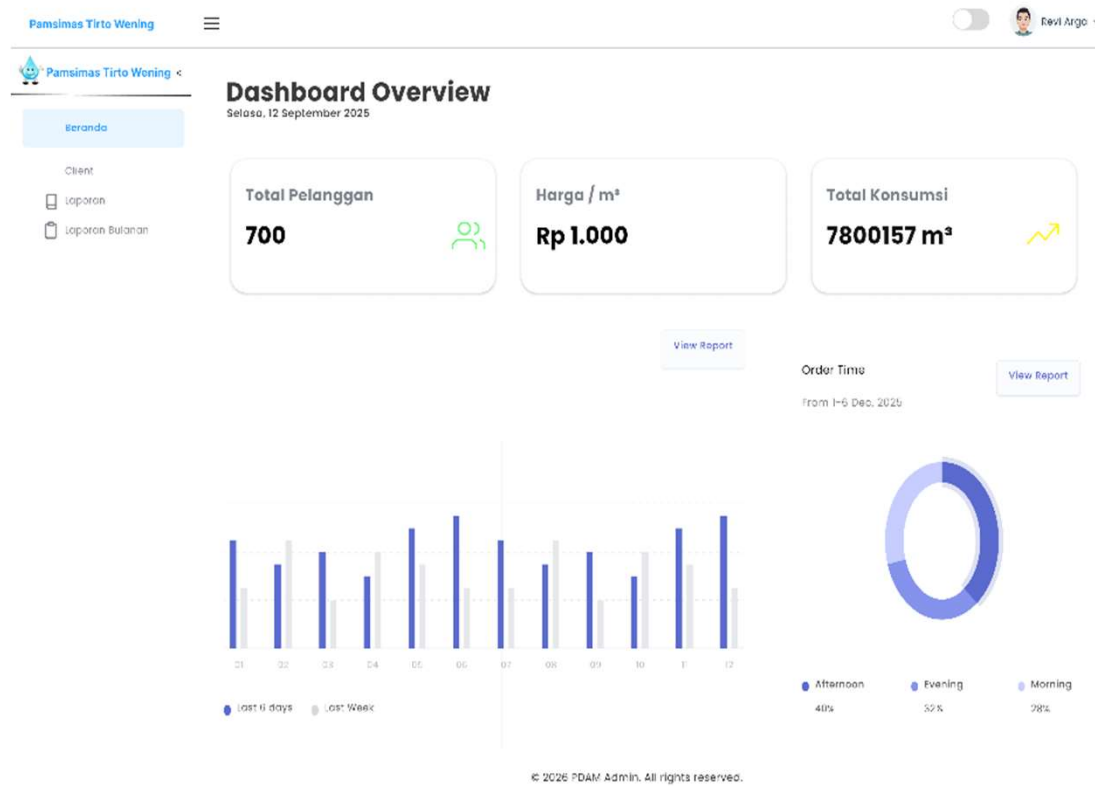 Pamsimas Tirto Wening
Revi Arga
Pamsimas Tirto Wening <
Dashboard Overview
Selasa, 12 September 2025
Beranda
Client
Laporan
Laporan Bulanan
Total Pelanggan
700
Harga / m³
Rp 1.000
Total Konsumsi
7800157 m³
View Report
Order Time
View Report
From 1-6 Dec, 2025
01 02 03 04 05 06 07 08 09 10 11 12
Last 6 days Last Week
Afternoon Evening Morning
40% 32% 28%
© 2026 PDAM Admin. All rights reserved.